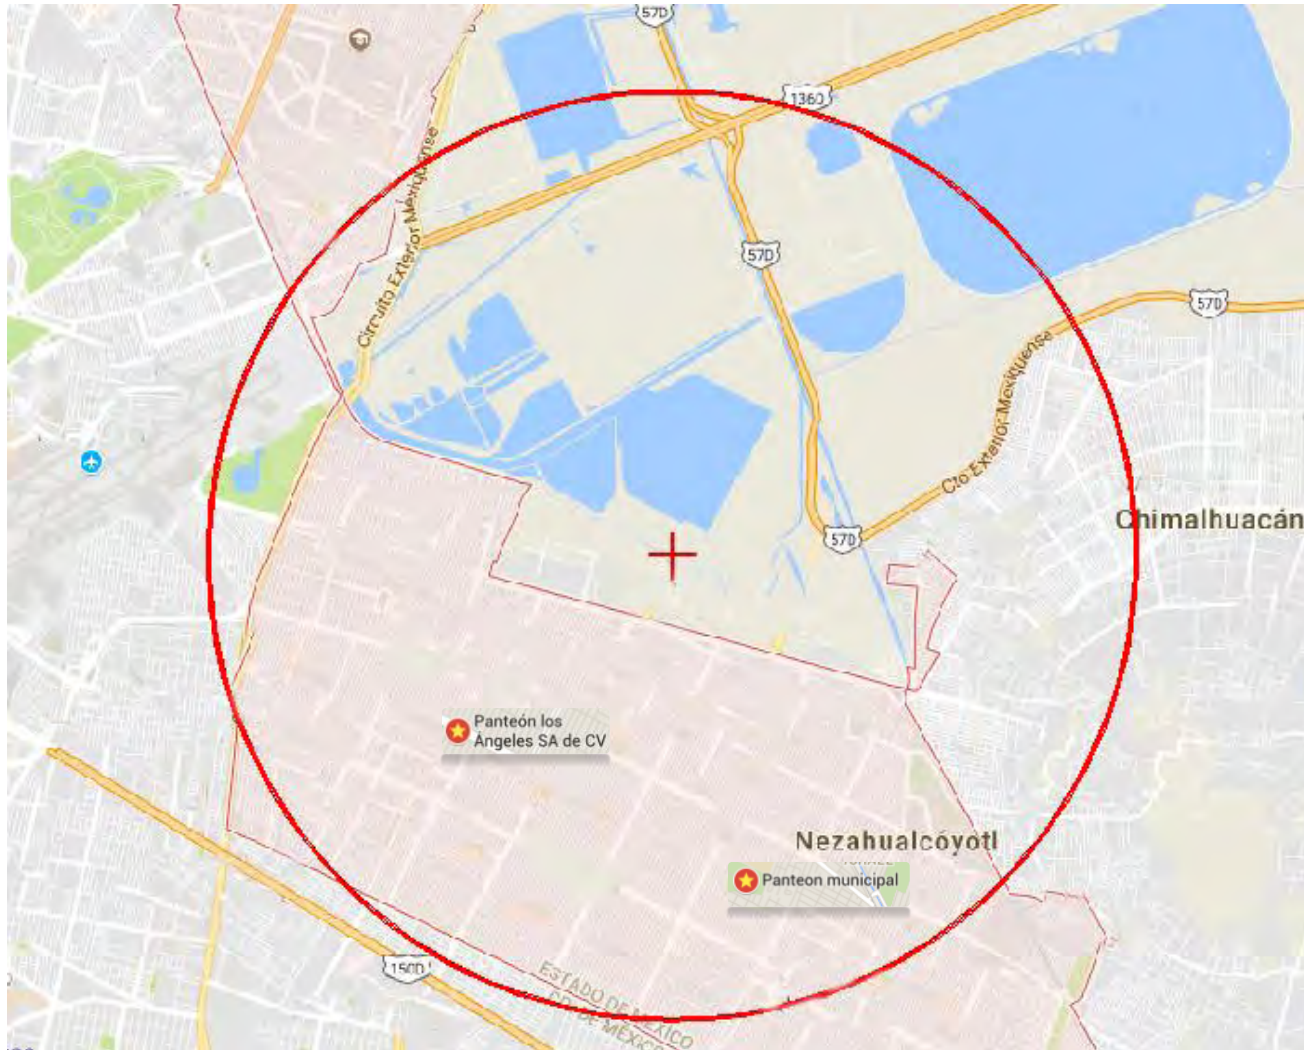 57D
136D
Circuito Exterior Mexiquense
57D
57D
Cto Exterior Mexiquense
Chimalhuacán
57D
Panteón los
Ángeles SA de CV
Nezahualcóyotl
Panteon municipal
150D
ESTADO DE MÉXICO
CD. DE MÉXICO